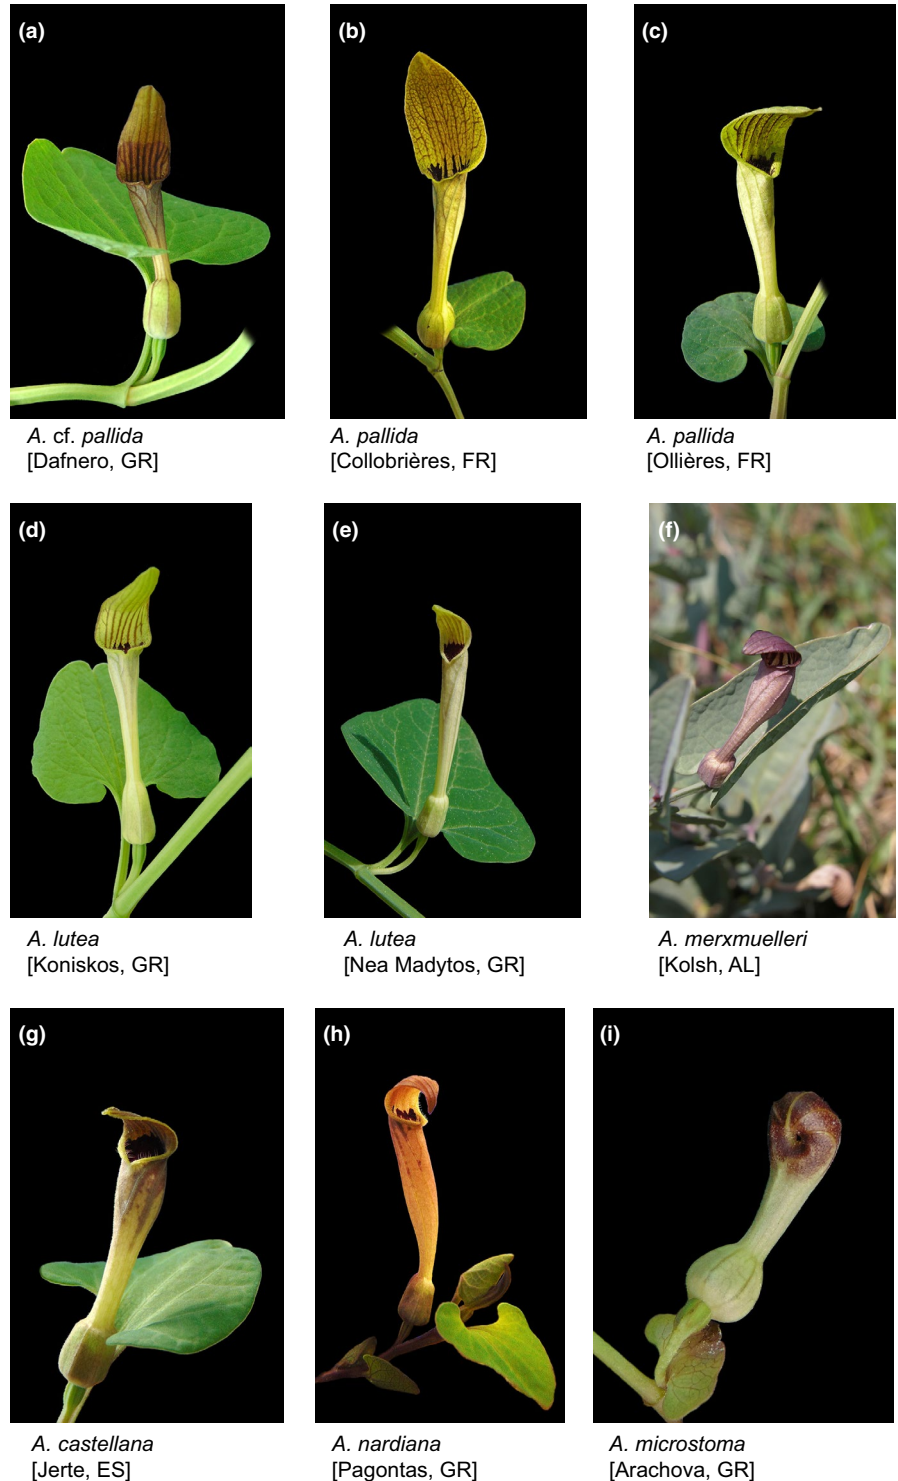 (a)
(b)
(c)
A. cf. pallida
[Dafnero, GR]
A. pallida
[Collobrières, FR]
A. pallida
[Ollières, FR]
(d)
(e)
(f)
A. lutea
[Koniskos, GR]
A. lutea
[Nea Madytos, GR]
A. merxmuelleri
[Kolsh, AL]
(g)
(h)
(i)
A. castellana
[Jerte, ES]
A. nardiana
[Pagontas, GR]
A. microstoma
[Arachova, GR]